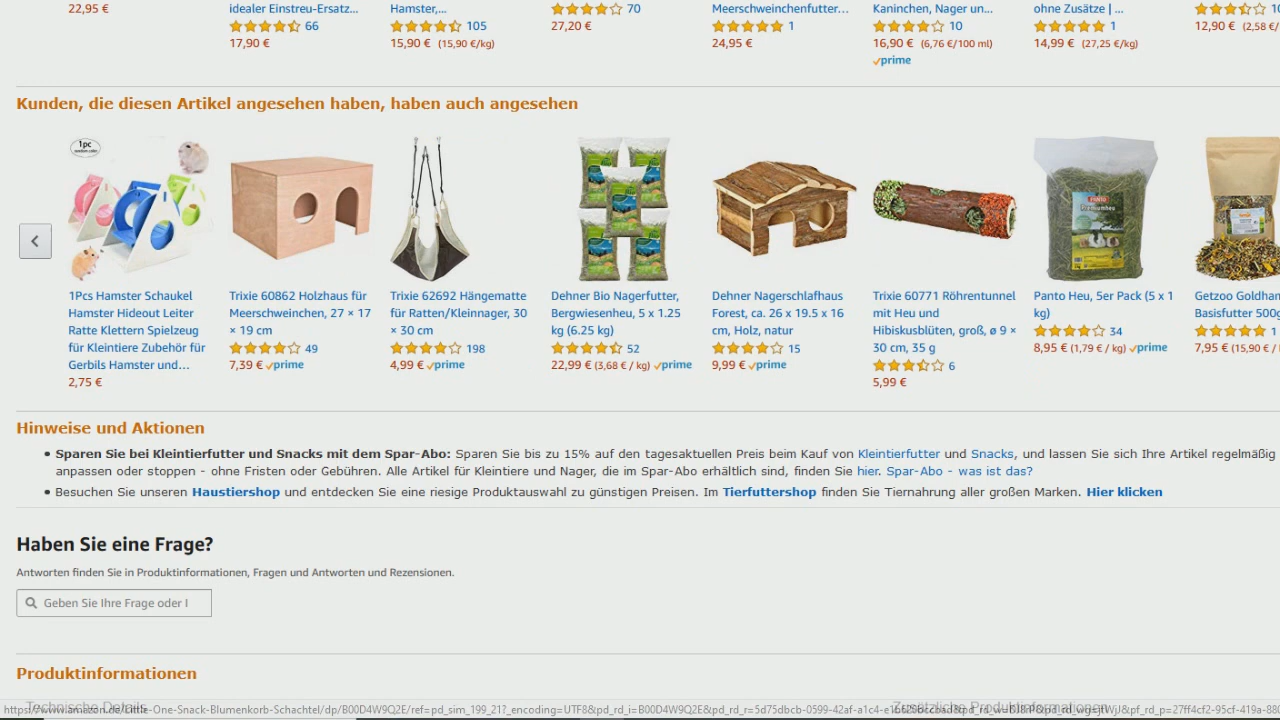 22,95 €
idealer Einstreu-Ersatz...
66
17,90 €
Hamster,...
105
15,90 € (15,90 €/kg)
70
27,20 €
Meerschweinchenfutter...
1
24,95 €
Kaninchen, Nager un...
10
16,90 € (6,76 €/100 ml)
prime
ohne Zusätze | ...
1
14,99 € (27,25 €/kg)
12,90 € (2,58 €/
Kunden, die diesen Artikel angesehen haben, haben auch angesehen
1pc
1Pcs Hamster Schaukel
Hamster Hideout Leiter
Ratte Klettern Spielzeug
für Kleintiere Zubehör für
Gerbils Hamster und...
2,75 €
Trixie 60862 Holzhaus für
Meerschweinchen, 27 × 17
× 19 cm
49
7,39 € prime
Trixie 62692 Hängematte
für Ratten/Kleinnager, 30
× 30 cm
198
4,99 € prime
Dehner Bio Nagerfutter,
Bergwiesenheu, 5 x 1.25
kg (6.25 kg)
52
22,99 € (3,68 € / kg) prime
Dehner Nagerschlafhaus
Forest, ca. 26 x 19.5 x 16
cm, Holz, natur
15
9,99 € prime
Trixie 60771 Röhrentunnel
mit Heu und
Hibiskusblüten, groß, ø 9 ×
30 cm, 35 g
6
5,99 €
Panto Heu, 5er Pack (5 x 1
kg)
34
8,95 € (1,79 € / kg) prime
Getzoo Goldhan
Basisfutter 500g
1
7,95 € (15,90 € /
Hinweise und Aktionen
• Sparen Sie bei Kleintierfutter und Snacks mit dem Spar-Abo: Sparen Sie bis zu 15% auf den tagesaktuellen Preis beim Kauf von Kleintierfutter und Snacks, und lassen Sie sich Ihre Artikel regelmäßig
anpassen oder stoppen - ohne Fristen oder Gebühren. Alle Artikel für Kleintiere und Nager, die im Spar-Abo erhältlich sind, finden Sie hier. Spar-Abo - was ist das?
• Besuchen Sie unseren Haustiershop und entdecken Sie eine riesige Produktauswahl zu günstigen Preisen. Im Tierfuttershop finden Sie Tiernahrung aller großen Marken. Hier klicken
Haben Sie eine Frage?
Antworten finden Sie in Produktinformationen, Fragen und Antworten und Rezensionen.
Geben Sie Ihre Frage oder I
Produktinformationen
Technische Details
Zusätzliche Produktinformationen